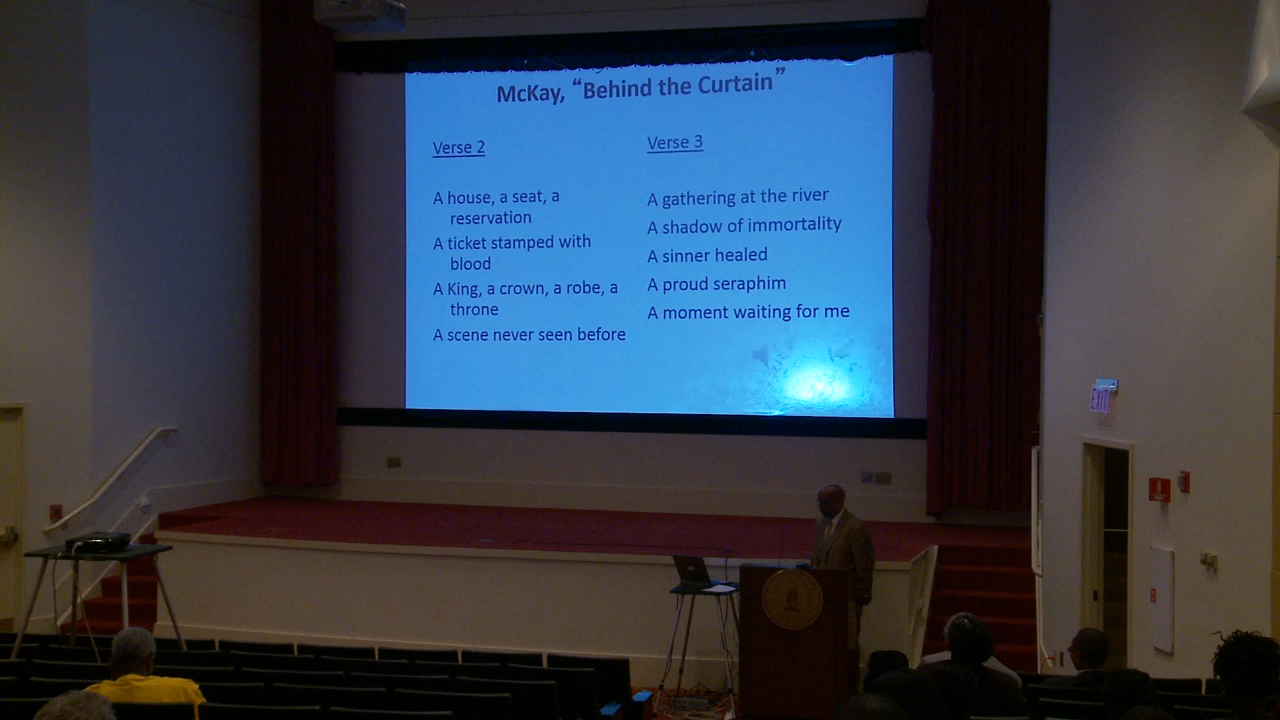 McKay, “Behind the Curtain”
Verse 2
A house, a seat, a
reservation
A ticket stamped with
blood
A King, a crown, a robe, a
throne
A scene never seen before
Verse 3
A gathering at the river
A shadow of immortality
A sinner healed
A proud seraphim
A moment waiting for me
EXIT